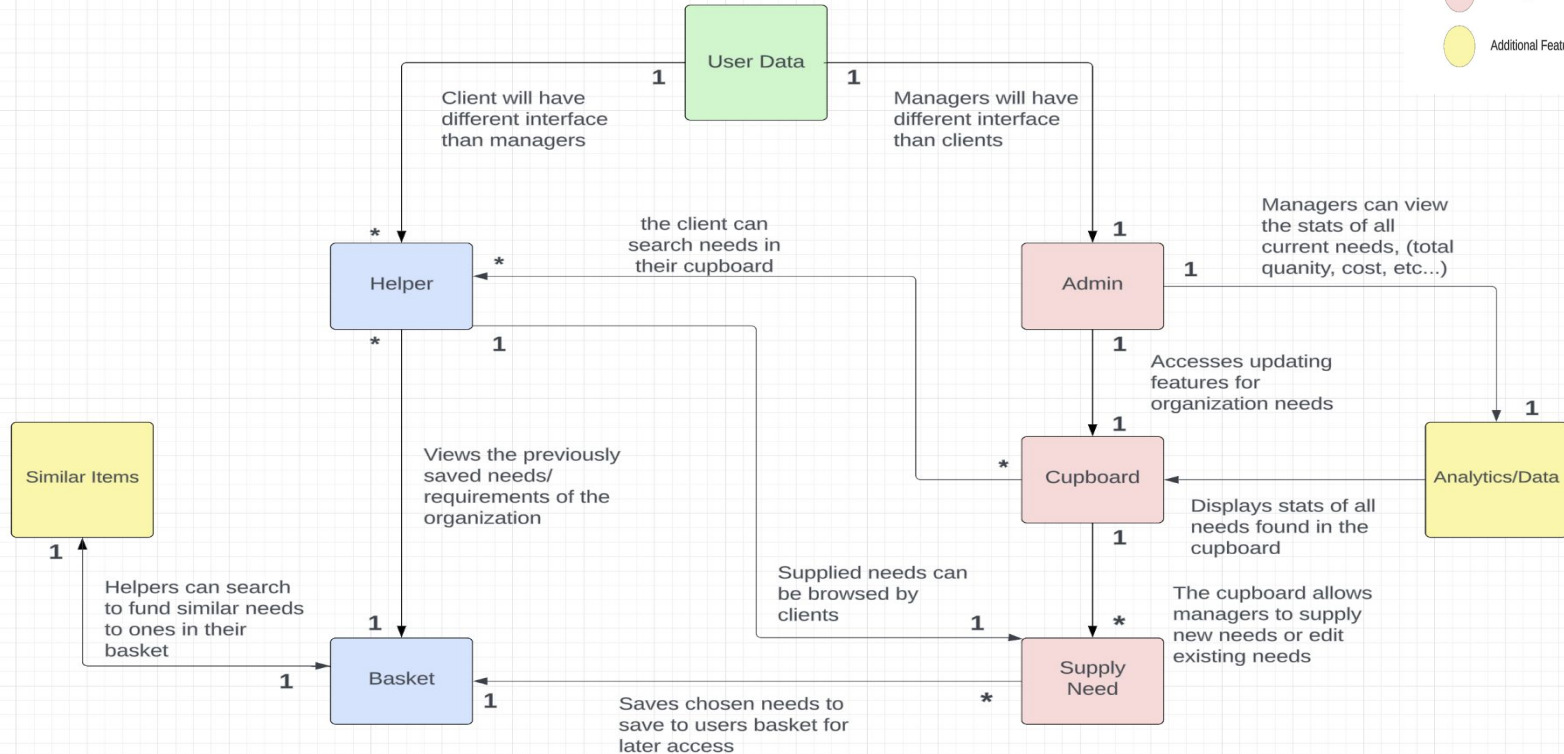 Additional
User Data
1
1
Client will have
different interface
than managers
Managers will have
different interface
than clients
Managers can view
the stats of all
current needs, (total
quanity, cost, etc...)
the client can
search needs in
their cupboard
*
*
1
1
Helper
Admin
*
1
1
Accesses updating
features for
organization needs
1
1
*
Similar Items
Views the previously
saved needs/
requirements of the
organization
Cupboard
Analytics/Data
Displays stats of all
needs found in the
cupboard
1
1
Helpers can search
to fund similar needs
to ones in their
basket
Supplied needs can
be browsed by
clients
The cupboard allows
managers to supply
new needs or edit
existing needs
1
1
*
1
Basket
Supply
Need
1
*
Saves chosen needs to
save to users basket for
later access